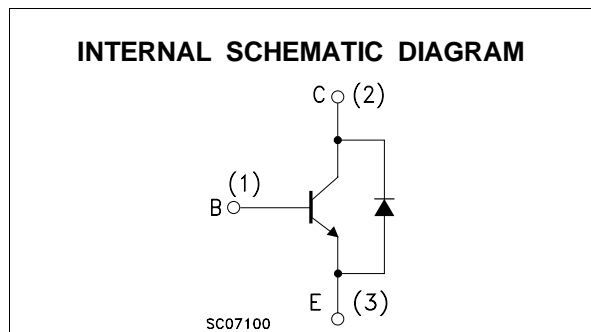 INTERNAL SCHEMATIC DIAGRAM
C (2)
(1)
B
E (3)
SC07100